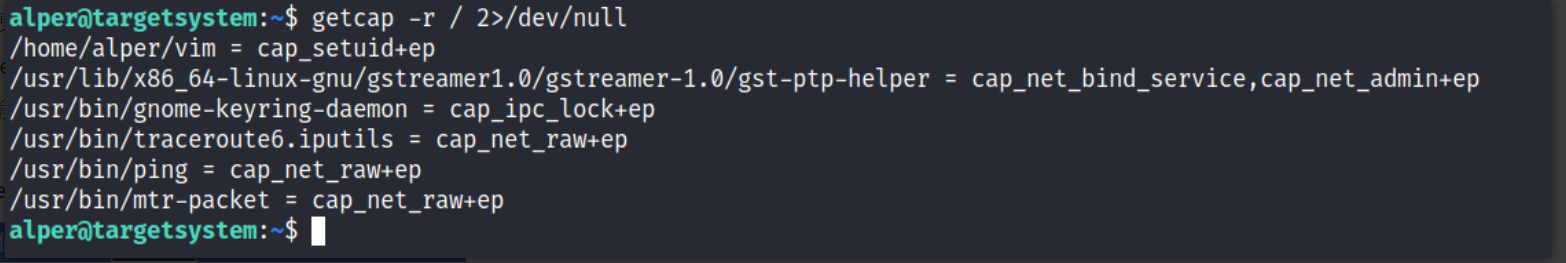 alper@targetsystem:~$ getcap -r / 2>/dev/null
/home/alper/vim = cap_setuid+ep
/usr/lib/x86_64-linux-gnu/gstreamer1.0/gstreamer-1.0/gst-ptp-helper = cap_net_bind_service,cap_net_admin+ep
/usr/bin/gnome-keyring-daemon = cap_ipc_lock+ep
/usr/bin/traceroute6.iputils = cap_net_raw+ep
/usr/bin/ping = cap_net_raw+ep
/usr/bin/mtr-packet = cap_net_raw+ep
alper@targetsystem:~$